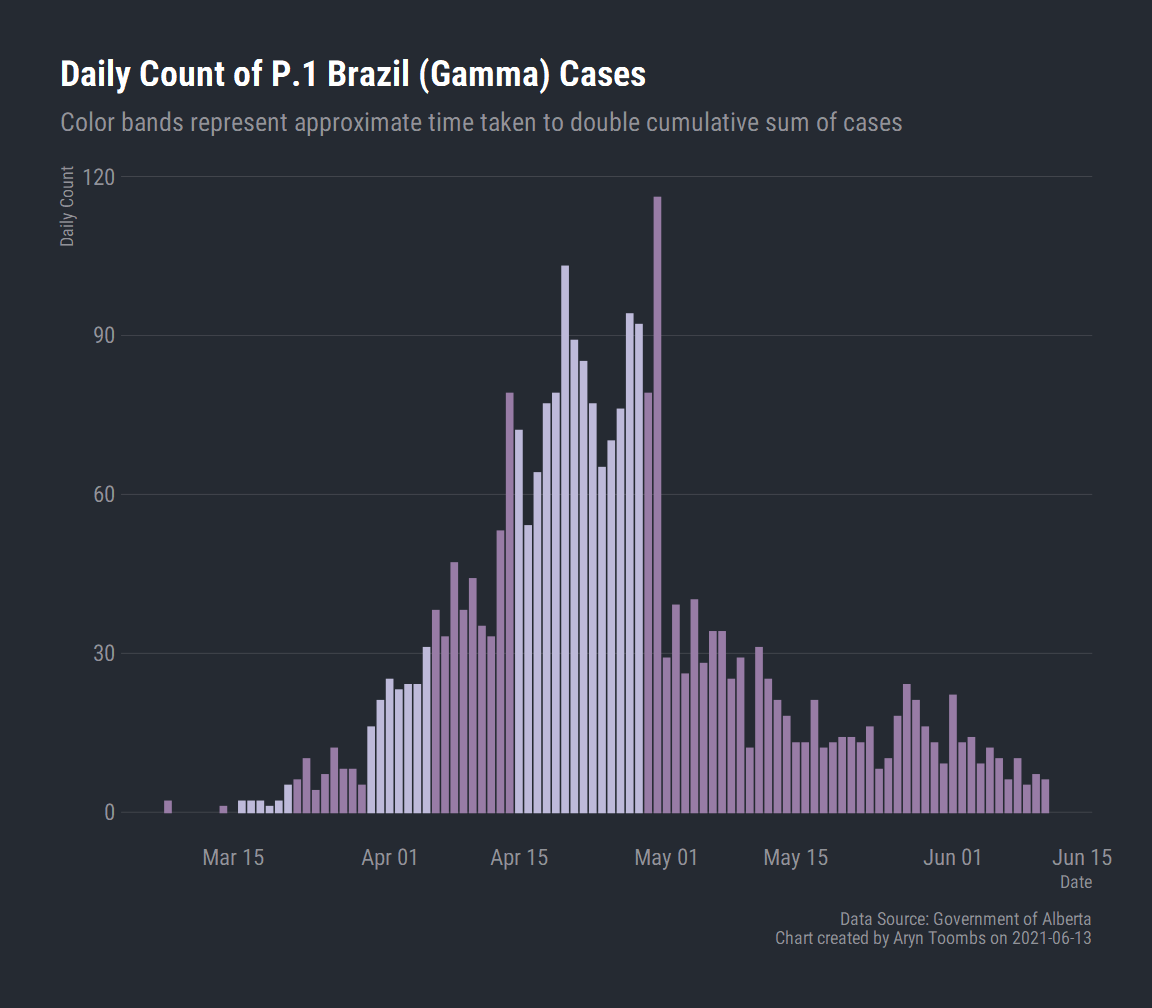 Daily Count of P.1 Brazil (Gamma) Cases
Color bands represent approximate time taken to double cumulative sum of cases
Daily Count
120
90
60
30
0
Mar 15 Apr 01 Apr 15 May 01 May 15 Jun 01 Jun 15
Date
Data Source: Government of Alberta
Chart created by Aryn Toombs on 2021-06-13